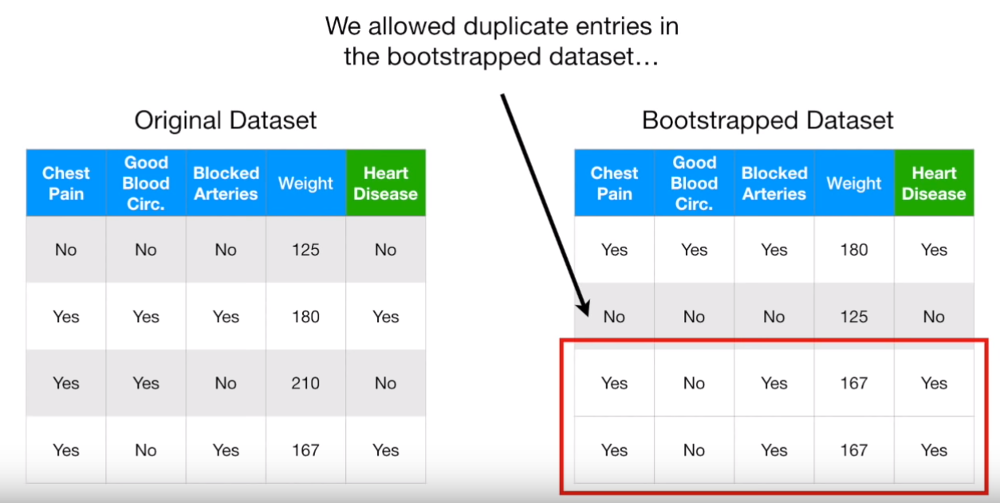 We allowed duplicate entries in
the bootstrapped dataset…
Original Dataset
Chest Pain Good Blood Circ. Blocked Arteries Weight Heart Disease
No No No 125 No
Yes Yes Yes 180 Yes
Yes Yes No 210 No
Yes No Yes 167 Yes
Bootstrapped Dataset
Chest Pain Good Blood Circ. Blocked Arteries Weight Heart Disease
Yes Yes Yes 180 Yes
No No No 125 No
Yes No Yes 167 Yes
Yes No Yes 167 Yes